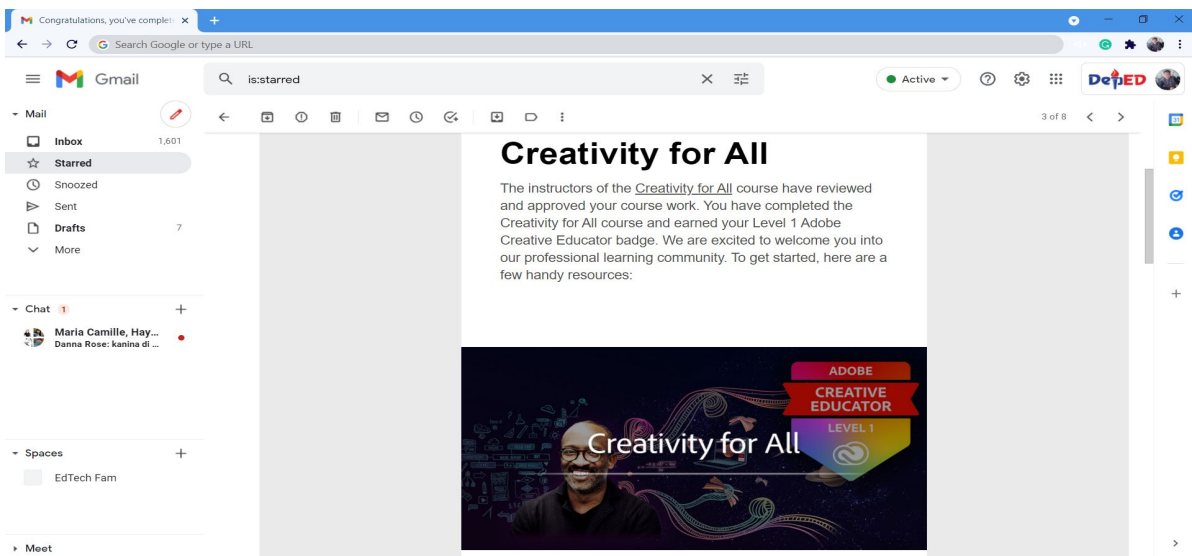 Congratulations, you've complet
Search Google or type a URL
Gmail
is:starred
Active
DepED
Mail
Inbox 1,601
Starred
Snoozed
Sent
Drafts 7
More
Chat 1
Maria Camille, Hay...
Danna Rose: kanina di ...
Spaces
EdTech Fam
Meet
3 of 8
Creativity for All
The instructors of the Creativity for All course have reviewed
and approved your course work. You have completed the
Creativity for All course and earned your Level 1 Adobe
Creative Educator badge. We are excited to welcome you into
our professional learning community. To get started, here are a
few handy resources:
ADOBE
CREATIVE
EDUCATOR
LEVEL 1
Creativity for All
31